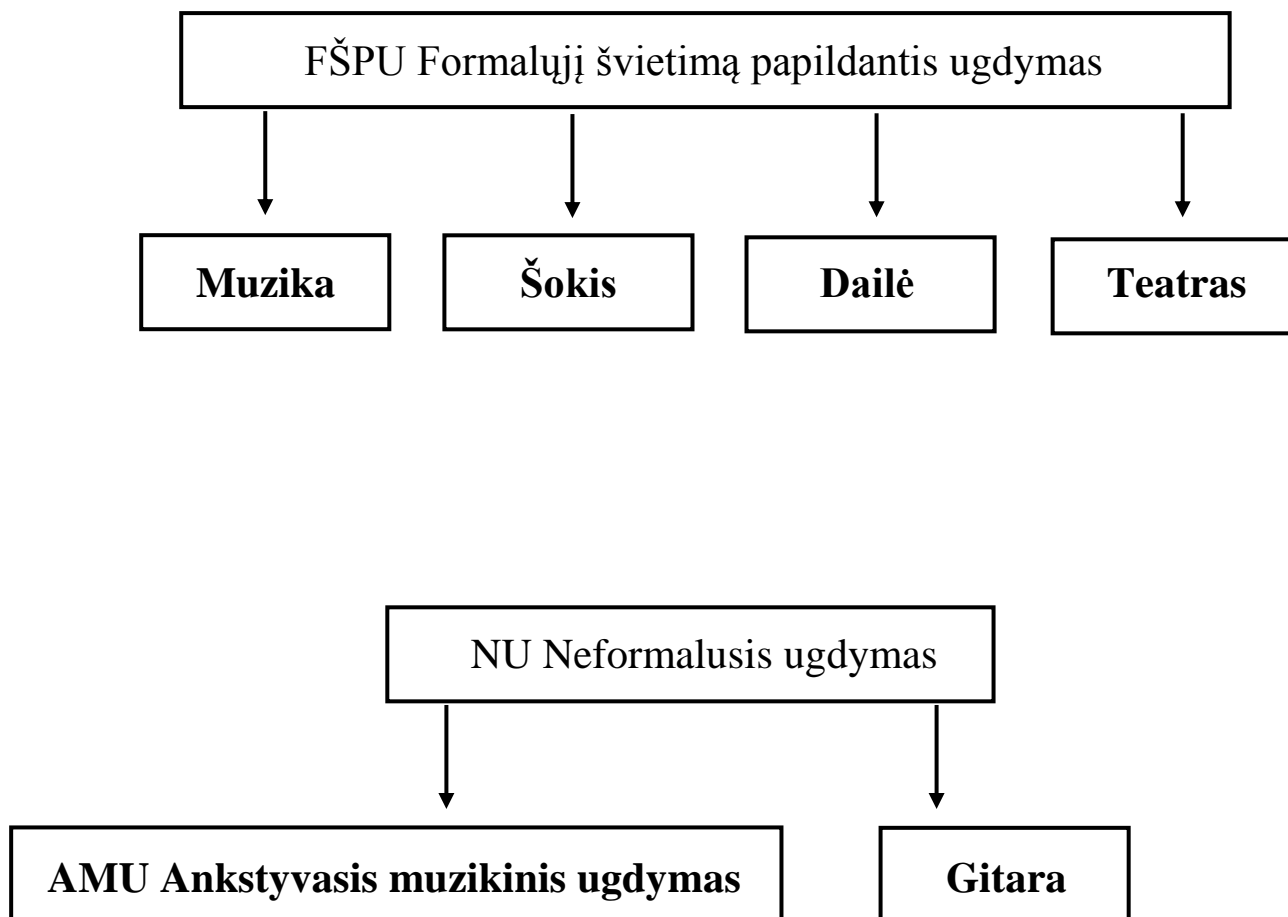 FŠPU Formalųjį švietimą papildantis ugdymas
Muzika Šokis Dailė Teatras
NU Neformalusis ugdymas
AMU Ankstyvasis muzikinis ugdymas Gitara